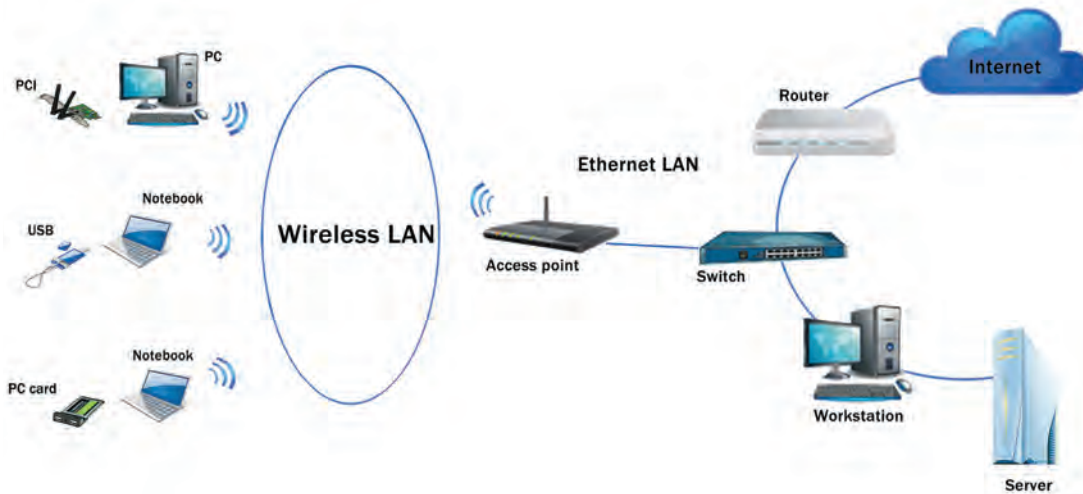 PC
PCI
Notebook
USB
Notebook
PC card
Wireless LAN
Access point
Ethernet LAN
Switch
Router
Internet
Workstation
Server